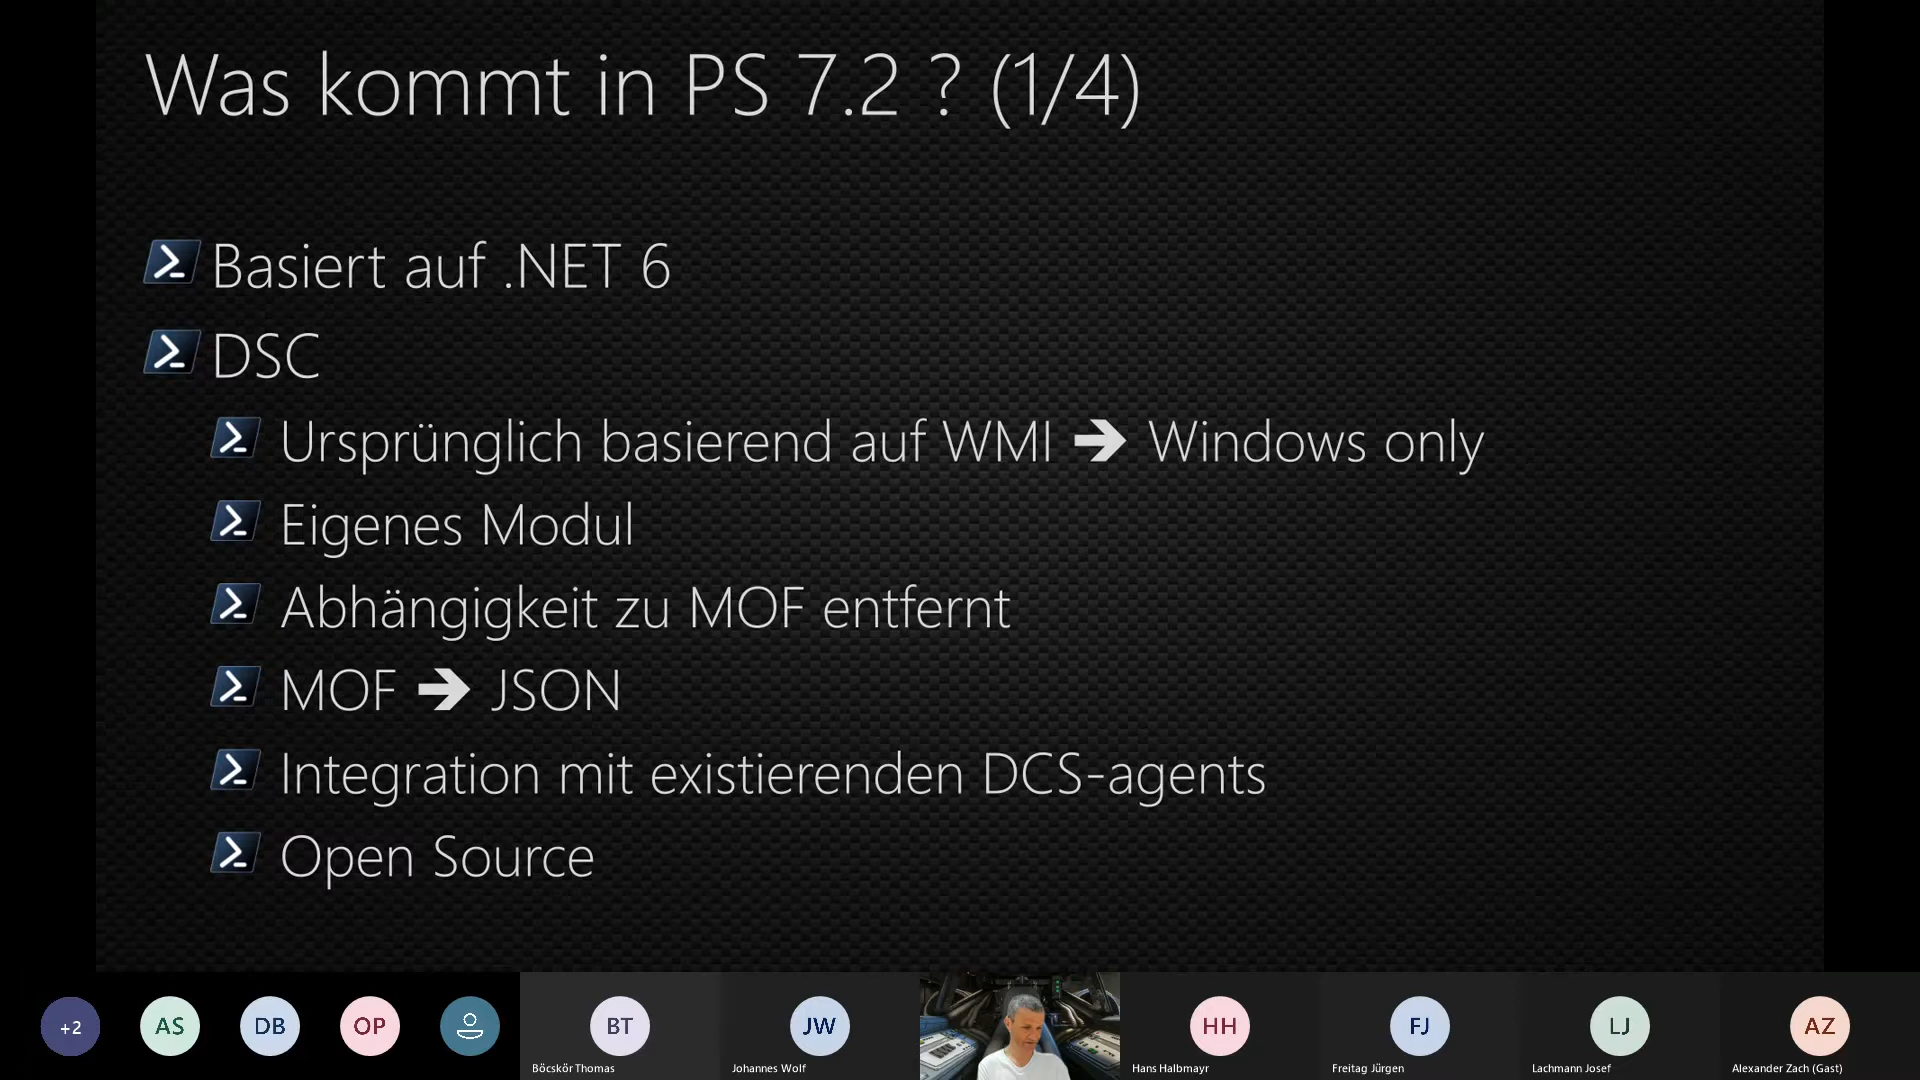 Was kommt in PS 7.2 ? (1/4)
Basiert auf .NET 6
DSC
Ursprünglich basierend auf WMI ➔ Windows only
Eigenes Modul
Abhängigkeit zu MOF entfernt
MOF ➔ JSON
Integration mit existierenden DCS-agents
Open Source
+2
AS
DB
OP
BT
JW
HH
FJ
LJ
AZ
Böcskör Thomas
Johannes Wolf
Hans Halbmayr
Freitag Jürgen
Lachmann Josef
Alexander Zach (Gast)